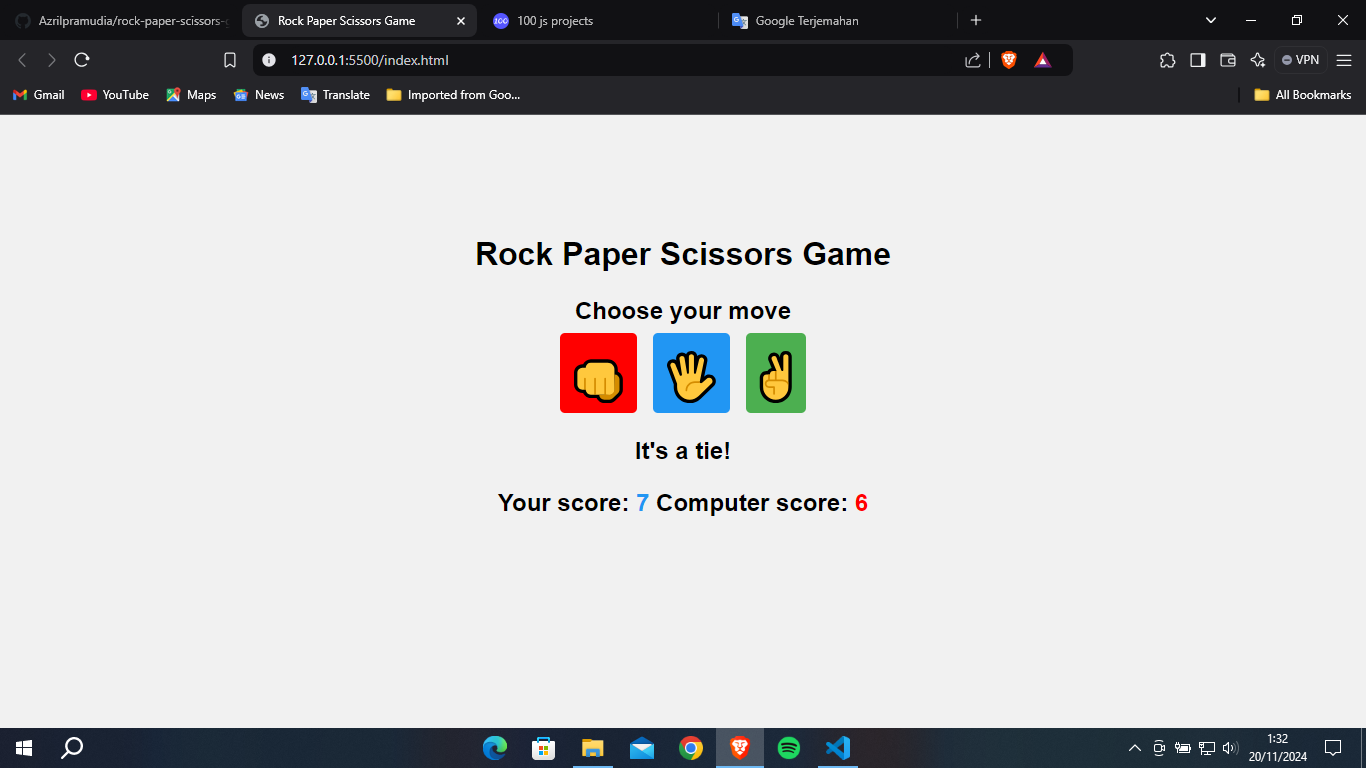 Azrilpramudia/rock-paper-scissors- Rock Paper Scissors Game 100 js projects Google Terjemahan
127.0.0.1:5500/index.html VPN
Gmail YouTube Maps News Translate Imported from Goo... All Bookmarks
Rock Paper Scissors Game
Choose your move
It's a tie!
Your score: 7 Computer score: 6
1:32
20/11/2024